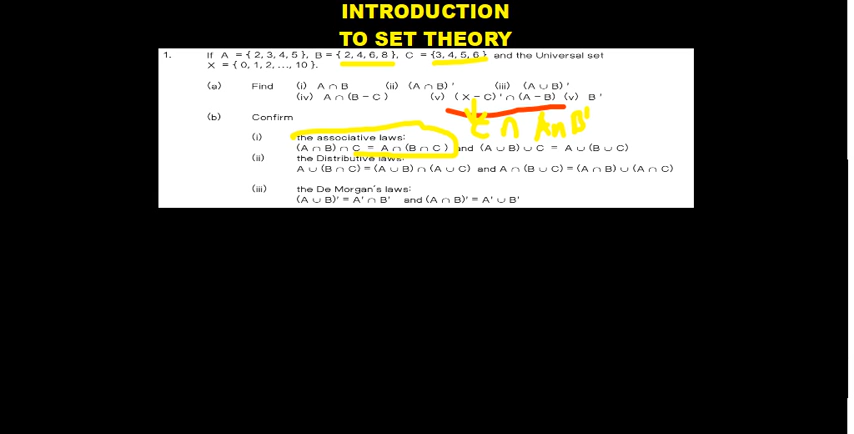 INTRODUCTION
TO SET THEORY
1. If A = { 2, 3, 4, 5 }, B = { 2, 4, 6, 8 }, C = {3, 4, 5, 6 } and the Universal set
X = { 0, 1, 2, ..., 10 }.
(a) Find (i) A ∩ B (ii) (A ∩ B) ' (iii) (A ∪ B) '
(iv) A ∩ (B − C ) (v) ( X − C) ' ∩ (A − B) (v) B '
∩ A∩B'
(b) Confirm
(i) the associative laws:
(A ∩ B) ∩ C = A ∩ (B ∩ C ) and (A ∪ B) ∪ C = A ∪ (B ∪ C)
(ii) the Distributive laws:
A ∪ (B ∩ C) = (A ∪ B) ∩ (A ∪ C) and A ∩ (B ∪ C) = (A ∩ B) ∪ (A ∩ C)
(iii) the De Morgan's laws:
(A ∪ B)' = A' ∩ B' and (A ∩ B)' = A' ∪ B'